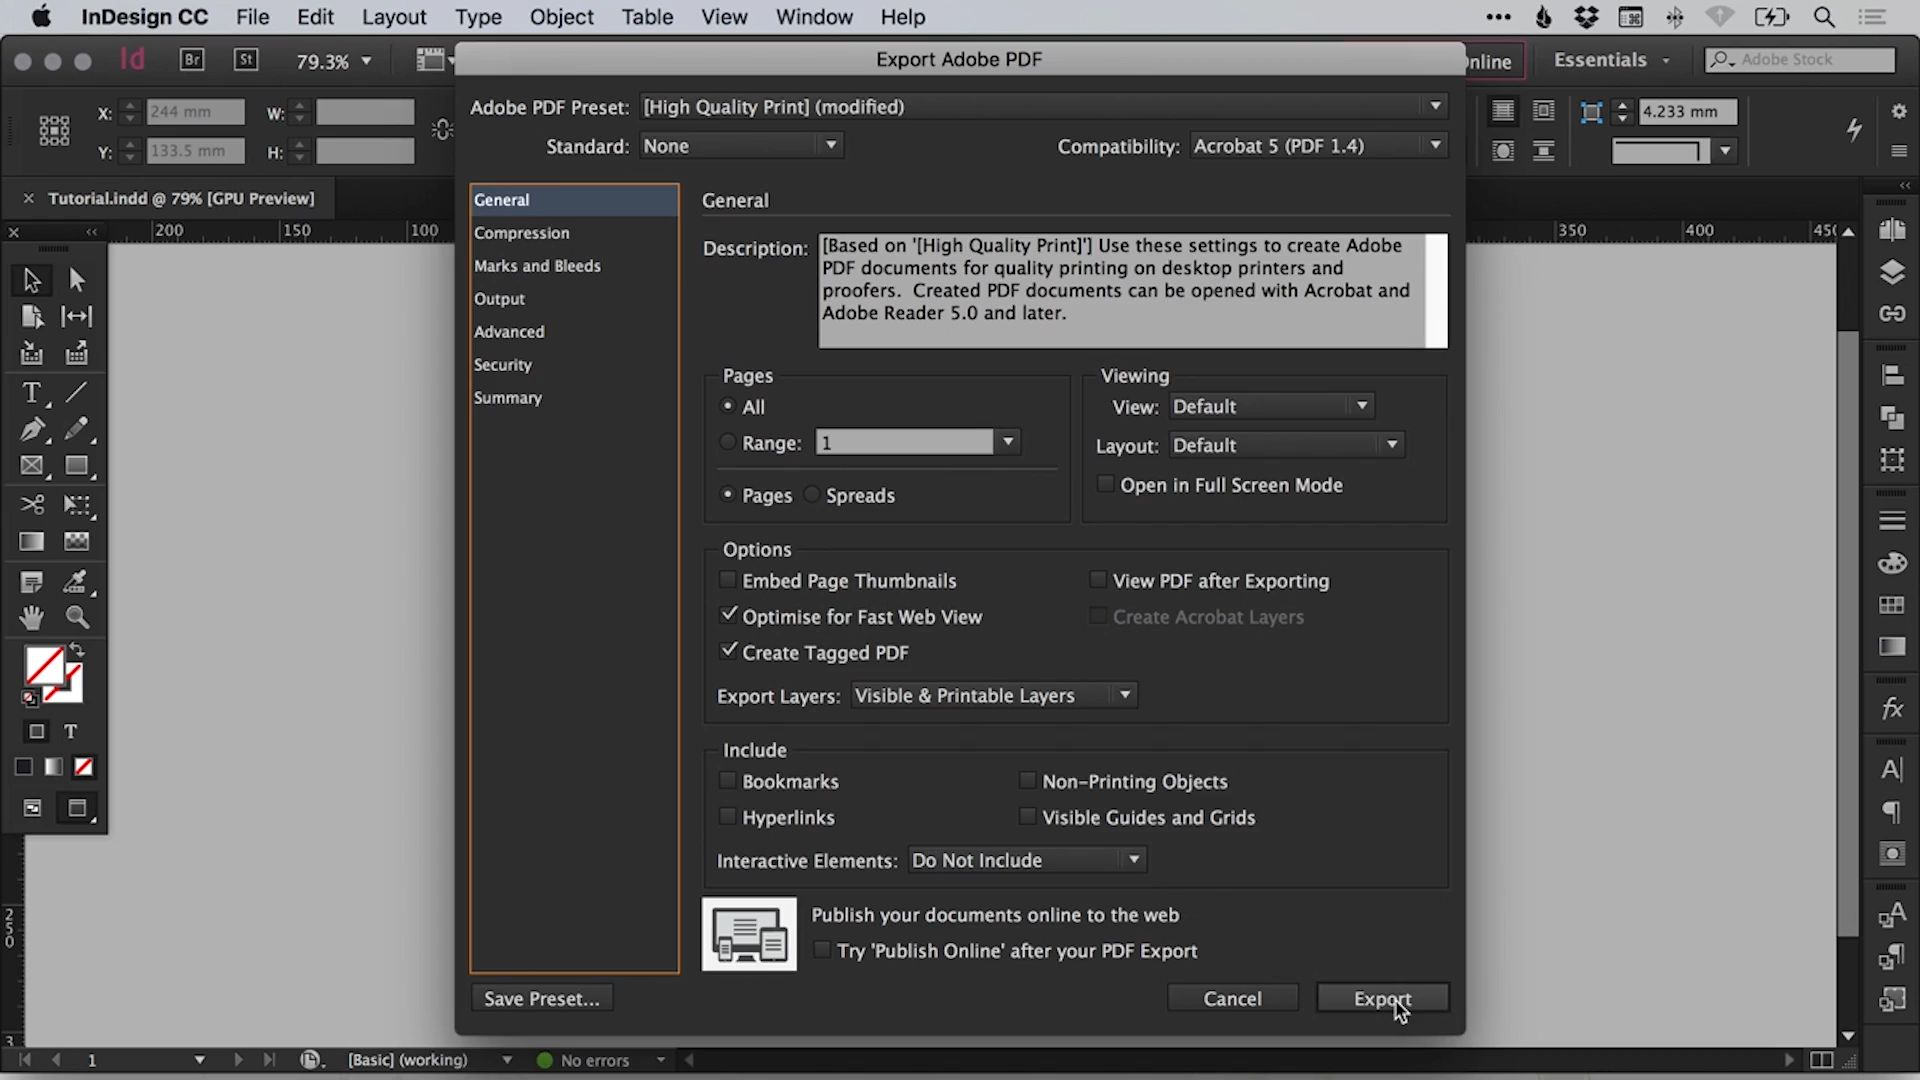 InDesign CC File Edit Layout Type Object Table View Window Help
Id Br St 79.3%
Export Adobe PDF
nline Essentials Adobe Stock
X: 244 mm W:
Y: 133.5 mm H:
4.233 mm
Adobe PDF Preset: [High Quality Print] (modified)
Standard: None Compatibility: Acrobat 5 (PDF 1.4)
Tutorial.indd @ 79% [GPU Preview]
200 150 100 350 400 45
General
Compression
Marks and Bleeds
Output
Advanced
Security
Summary
General
Description: [Based on '[High Quality Print]'] Use these settings to create Adobe
PDF documents for quality printing on desktop printers and
proofers. Created PDF documents can be opened with Acrobat and
Adobe Reader 5.0 and later.
Pages
All
Range: 1
Pages Spreads
Viewing
View: Default
Layout: Default
Open in Full Screen Mode
Options
Embed Page Thumbnails View PDF after Exporting
Optimise for Fast Web View Create Acrobat Layers
Create Tagged PDF
Export Layers: Visible & Printable Layers
Include
Bookmarks Non-Printing Objects
Hyperlinks Visible Guides and Grids
Interactive Elements: Do Not Include
Publish your documents online to the web
Try 'Publish Online' after your PDF Export
Save Preset... Cancel Export
250
3
1 [Basic] (working) No errors